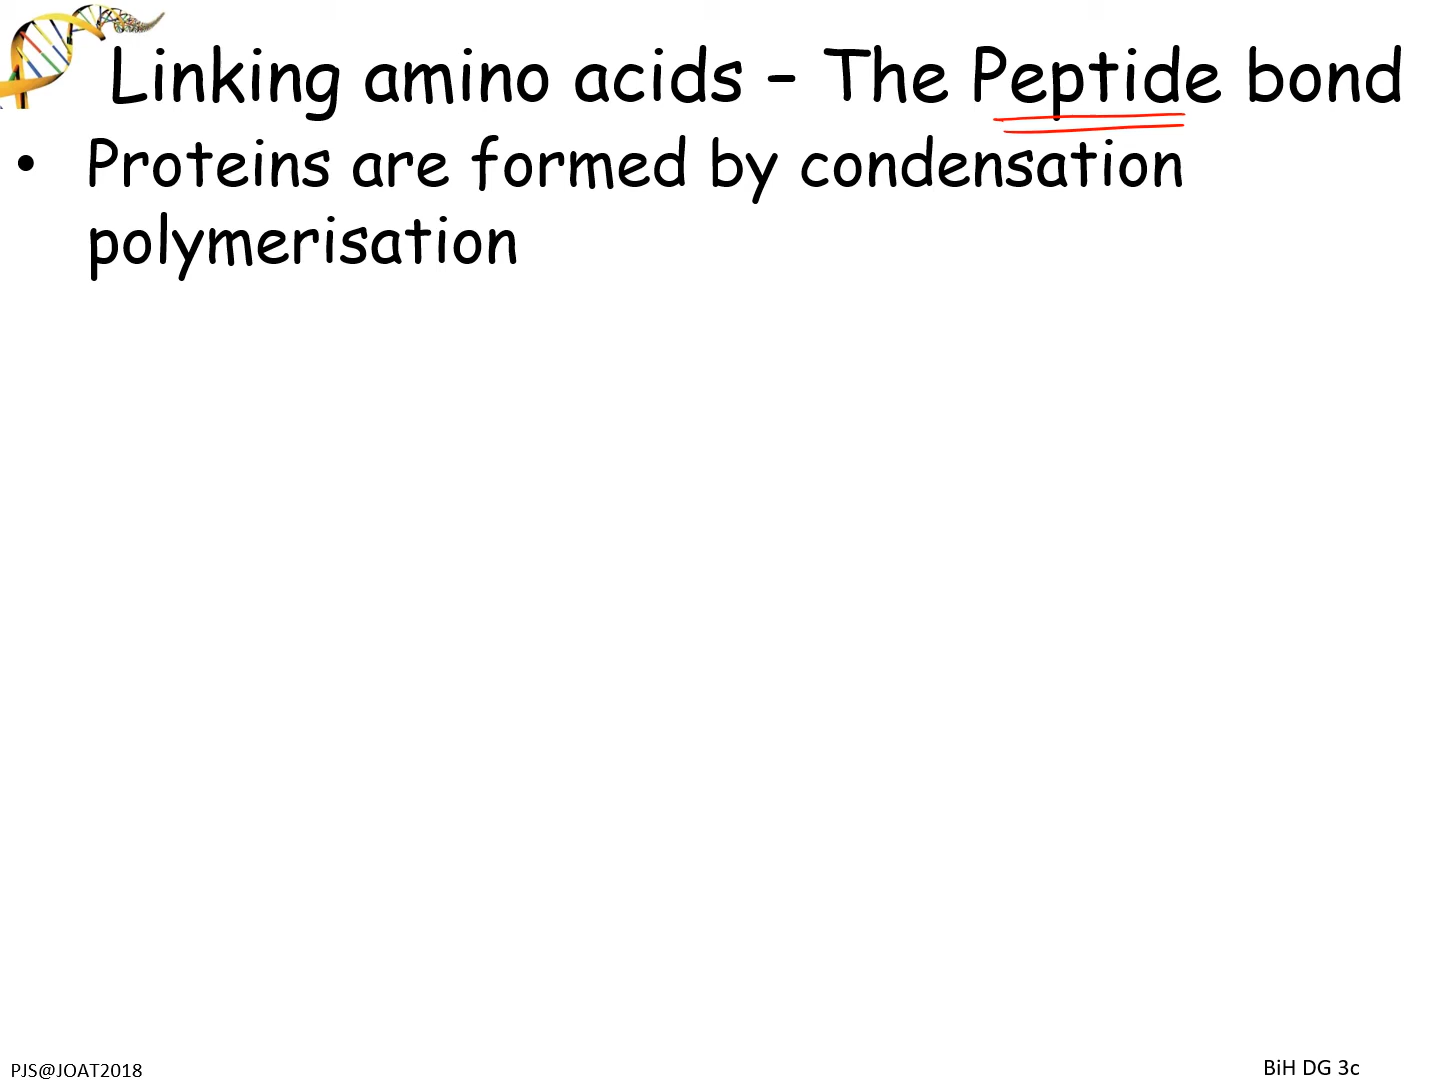 Linking amino acids – The Peptide bond
• Proteins are formed by condensation
polymerisation
PJS@JOAT2018
BiH DG 3c